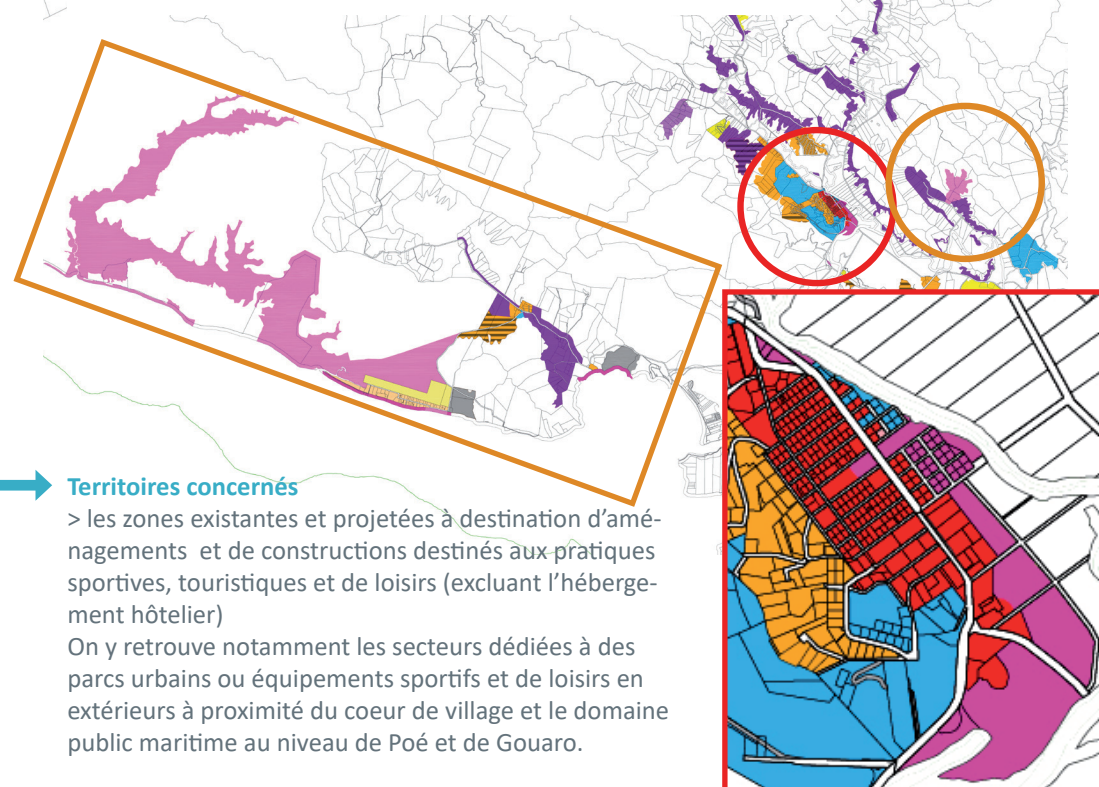 Territoires concernés
> les zones existantes et projetées à destination d’amé-
nagements et de constructions destinés aux pratiques
sportives, touristiques et de loisirs (excluant l’héberge-
ment hôtelier)
On y retrouve notamment les secteurs dédiées à des
parcs urbains ou équipements sportifs et de loisirs en
extérieurs à proximité du coeur de village et le domaine
public maritime au niveau de Poé et de Gouaro.